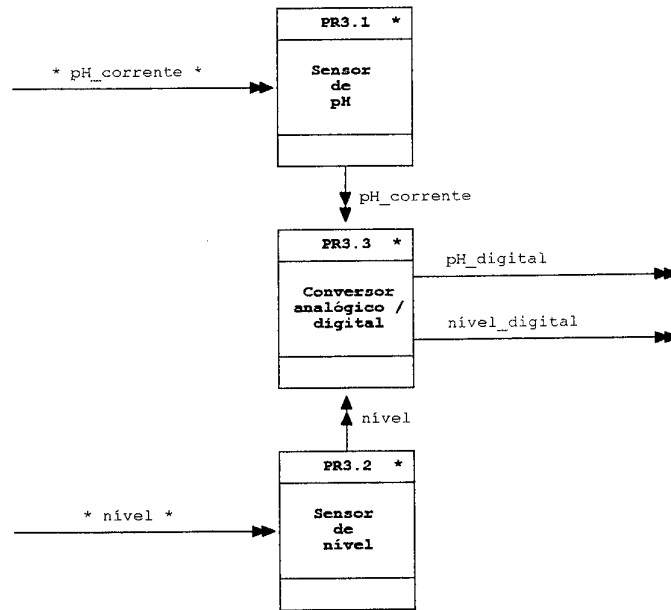 PR3.1 *
* pH_corrente *
Sensor
de
pH
pH_corrente
PR3.3 *
pH_digital
Conversor
analógico /
digital
nível_digital
nível
PR3.2 *
* nível *
Sensor
de
nível